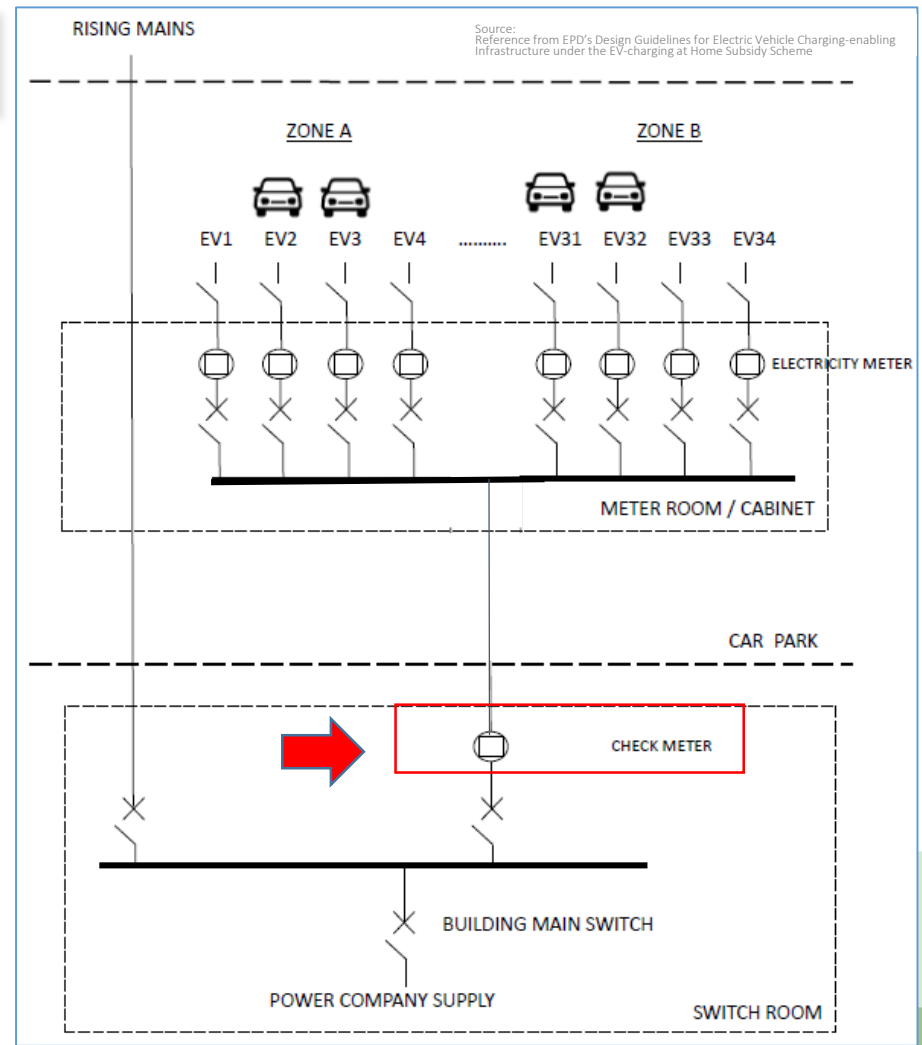 RISING MAINS
Source:
Reference from EPD's Design Guidelines for Electric Vehicle Charging-enabling
Infrastructure under the EV-charging at Home Subsidy Scheme
ZONE A
ZONE B
EV1 EV2 EV3 EV4 .......... EV31 EV32 EV33 EV34
ELECTRICITY METER
METER ROOM / CABINET
CAR PARK
CHECK METER
BUILDING MAIN SWITCH
POWER COMPANY SUPPLY
SWITCH ROOM